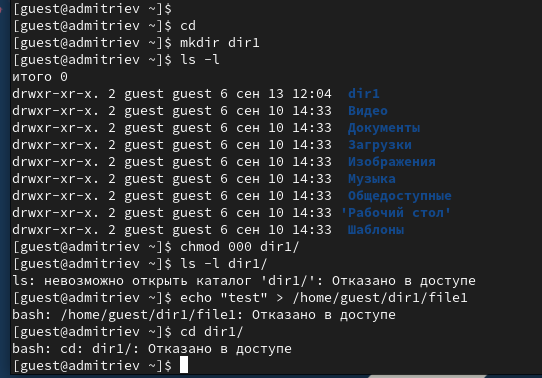 [guest@admitriev ~]$
[guest@admitriev ~]$ cd
[guest@admitriev ~]$ mkdir dir1
[guest@admitriev ~]$ ls -l
итого 0
drwxr-xr-x. 2 guest guest 6 сен 13 12:04  dir1
drwxr-xr-x. 2 guest guest 6 сен 10 14:33  Видео
drwxr-xr-x. 2 guest guest 6 сен 10 14:33  Документы
drwxr-xr-x. 2 guest guest 6 сен 10 14:33  Загрузки
drwxr-xr-x. 2 guest guest 6 сен 10 14:33  Изображения
drwxr-xr-x. 2 guest guest 6 сен 10 14:33  Музыка
drwxr-xr-x. 2 guest guest 6 сен 10 14:33  Общедоступные
drwxr-xr-x. 2 guest guest 6 сен 10 14:33 'Рабочий стол'
drwxr-xr-x. 2 guest guest 6 сен 10 14:33  Шаблоны
[guest@admitriev ~]$ chmod 000 dir1/
[guest@admitriev ~]$ ls -l dir1/
ls: невозможно открыть каталог 'dir1/': Отказано в доступе
[guest@admitriev ~]$ echo "test" > /home/guest/dir1/file1
bash: /home/guest/dir1/file1: Отказано в доступе
[guest@admitriev ~]$ cd dir1/
bash: cd: dir1/: Отказано в доступе
[guest@admitriev ~]$